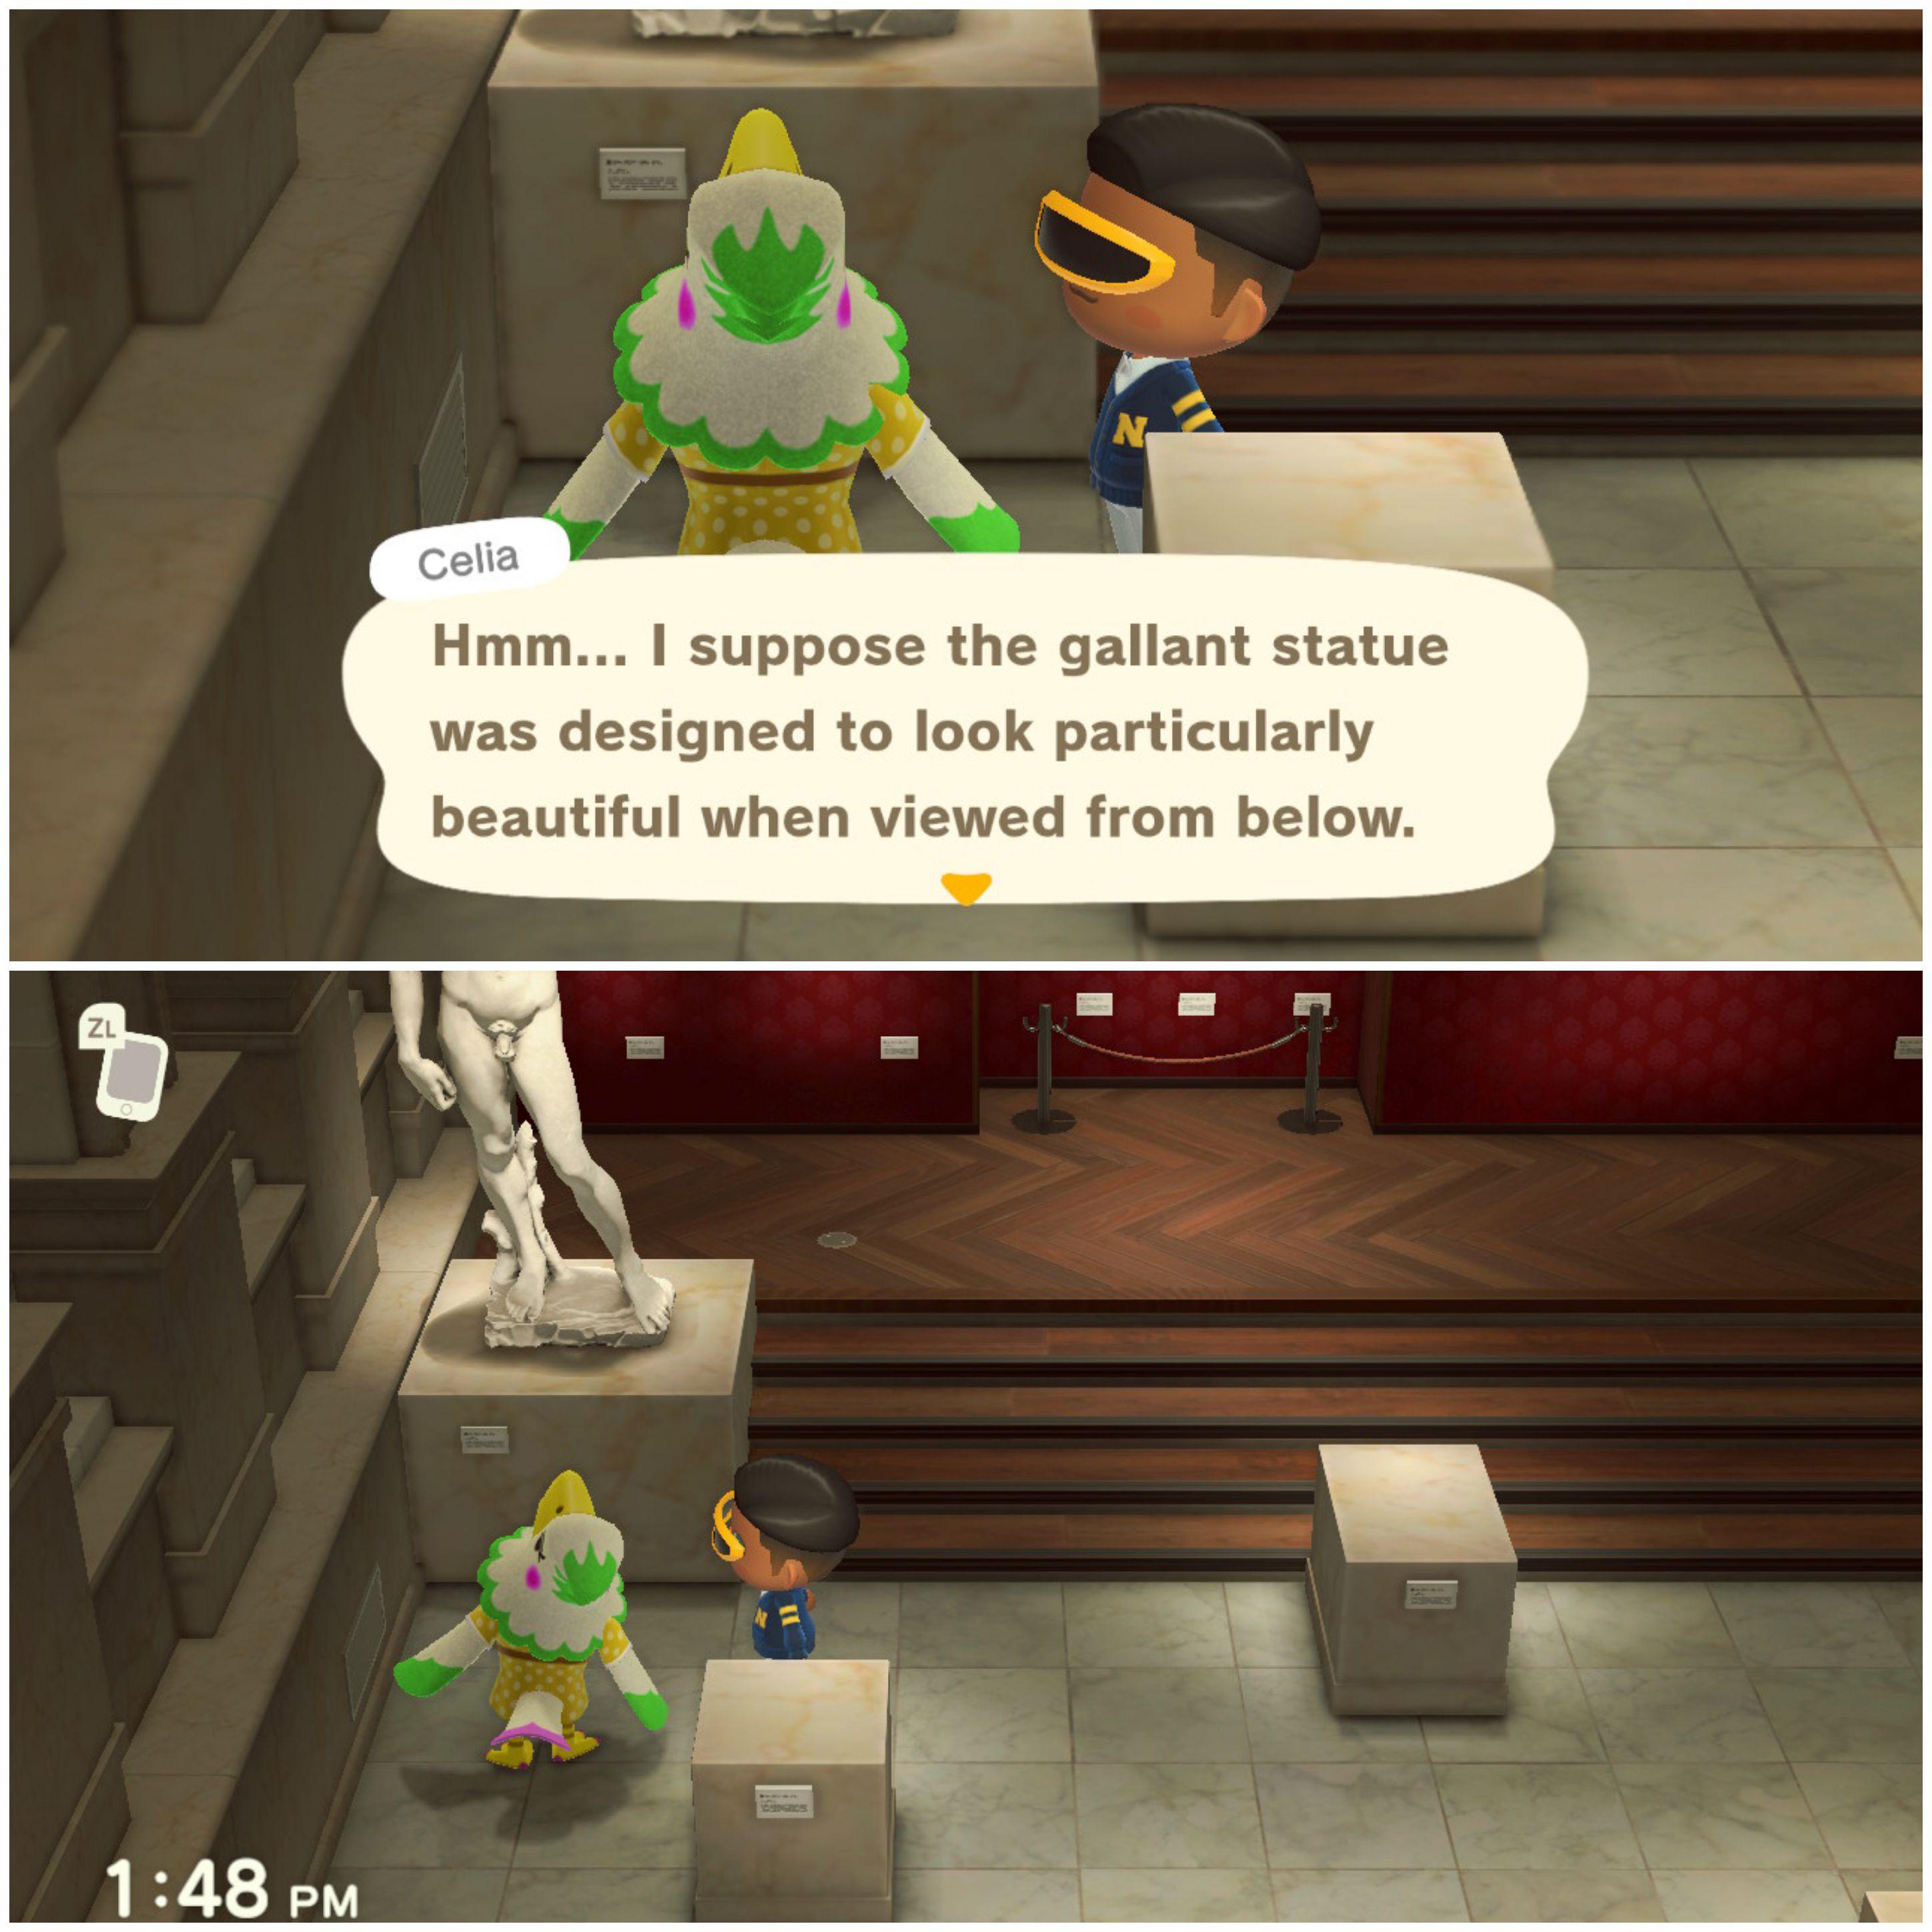 Celia
Hmm... I suppose the gallant statue
was designed to look particularly
beautiful when viewed from below.
N
ZL
N
1:48 PM